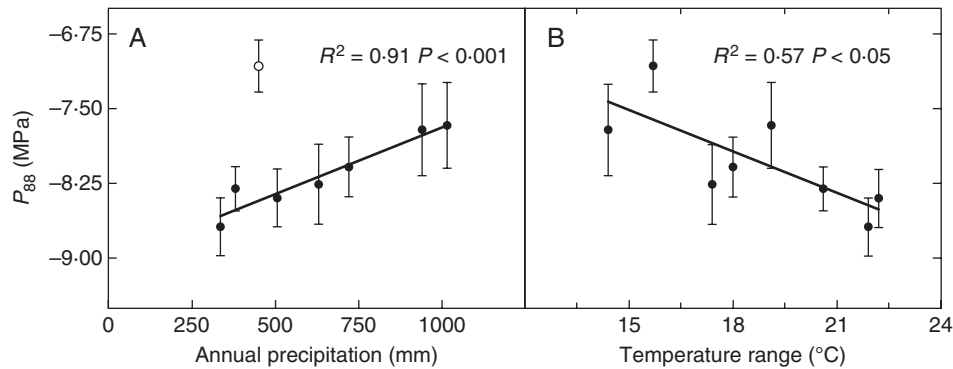 A
R² = 0·91 P < 0·001
B
R² = 0·57 P < 0·05
–6·75
–7·50
–8·25
–9·00
P₈₈ (MPa)
0 250 500 750 1000
15 18 21 24
Annual precipitation (mm)
Temperature range (°C)